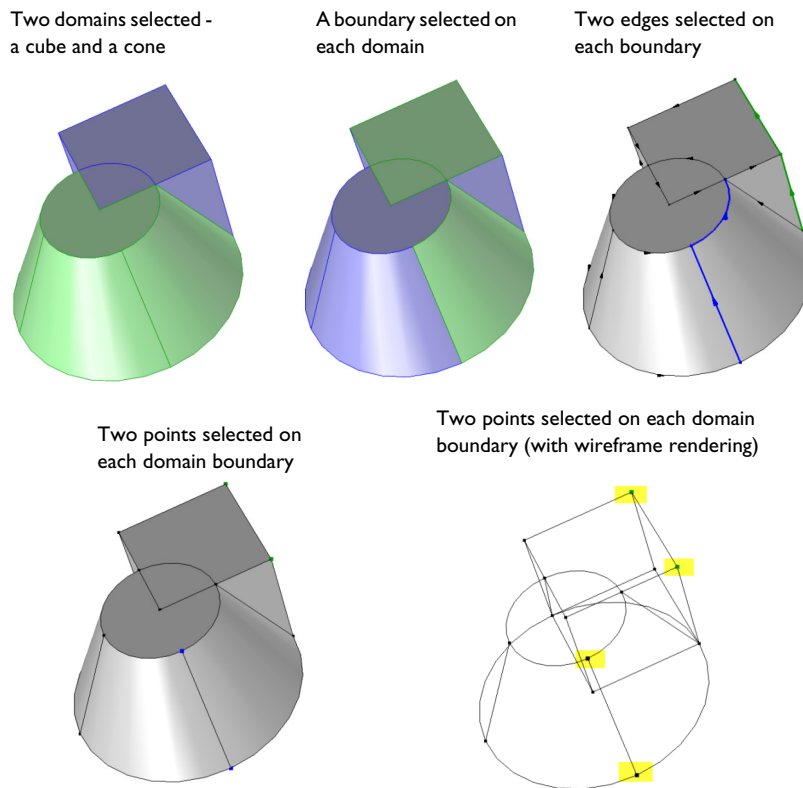 Two domains selected -
a cube and a cone
A boundary selected on
each domain
Two edges selected on
each boundary
Two points selected on
each domain boundary
Two points selected on each domain
boundary (with wireframe rendering)